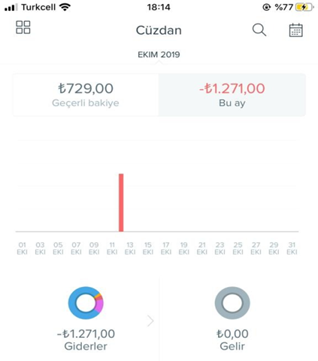 Turkcell 18:14 %77
Cüzdan
EKIM 2019
₺729,00 -₺1.271,00
Geçerli bakiye Bu ay
01 03 05 07 09 11 13 15 17 19 21 23 25 27 29 31
EKI EKI EKI EKI EKI EKI EKI EKI EKI EKI EKI EKI EKI EKI EKI EKI
-₺1.271,00 ₺0,00
Giderler Gelir